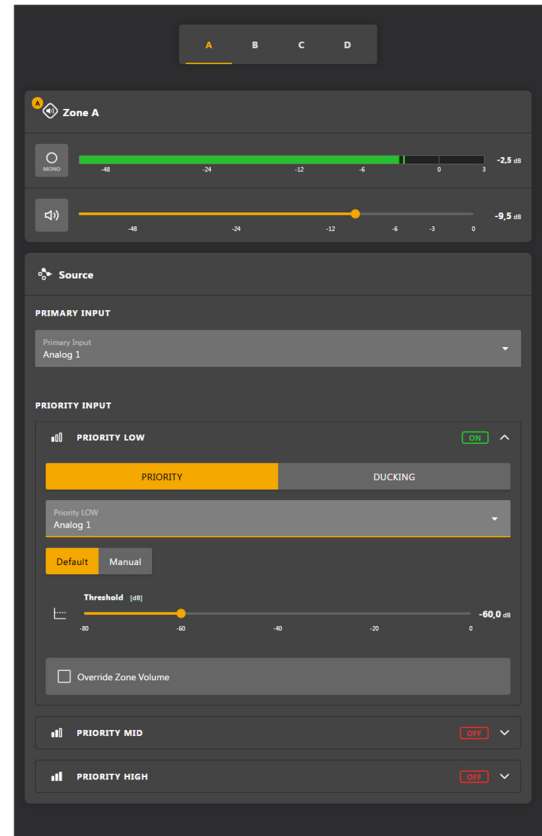 A B C D
A
Zone A
MONO
-48 -24 -12 -6 0 3
-2,5 dB
-9,5 dB
-48 -24 -12 -6 -3 0
Source
PRIMARY INPUT
Primary Input
Analog 1
PRIORITY INPUT
PRIORITY LOW ON
PRIORITY DUCKING
Priority LOW
Analog 1
Default Manual
Threshold [dB]
-60,0 dB
-80 -60 -40 -20 0
Override Zone Volume
PRIORITY MID OFF
PRIORITY HIGH OFF